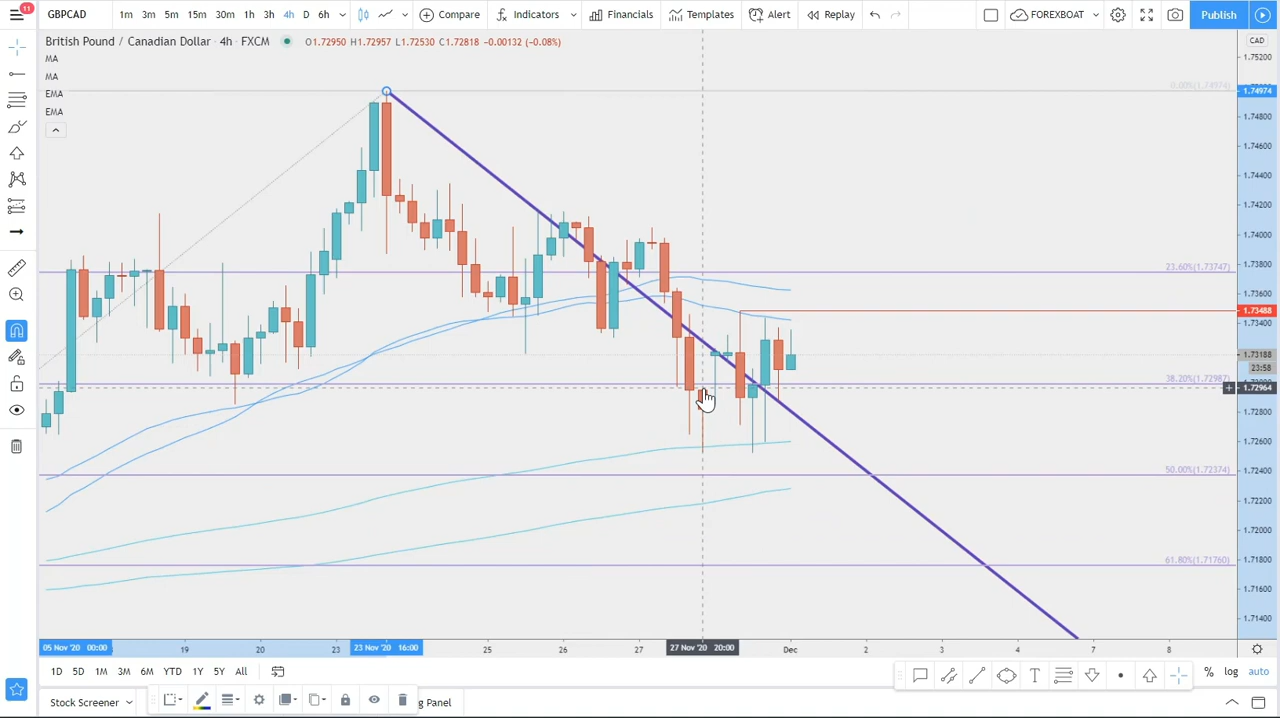 11
GBPCAD 1m 3m 5m 15m 30m 1h 3h 4h D 6h Compare Indicators Financials Templates Alert Replay FOREXBOAT Publish
British Pound / Canadian Dollar · 4h · FXCM O1.72950 H1.72957 L1.72530 C1.72818 −0.00132 (−0.08%)
MA
MA
EMA
EMA
CAD
1.75200
0.00%(1.74974)
1.74974
1.74800
1.74600
1.74400
1.74200
1.74000
1.73800
23.60%(1.73747)
1.73600
1.73488
1.73400
1.73188
23:58
38.20%(1.72987)
1.72964
1.72800
1.72600
1.72400
50.00%(1.72374)
1.72200
1.72000
1.71800
61.80%(1.71760)
1.71600
1.71400
05 Nov '20 00:00 19 20 23 23 Nov '20 16:00 25 26 27 27 Nov '20 20:00 Dec 2 3 4 7 8
1D 5D 1M 3M 6M YTD 1Y 5Y All T % log auto
Stock Screener g Panel